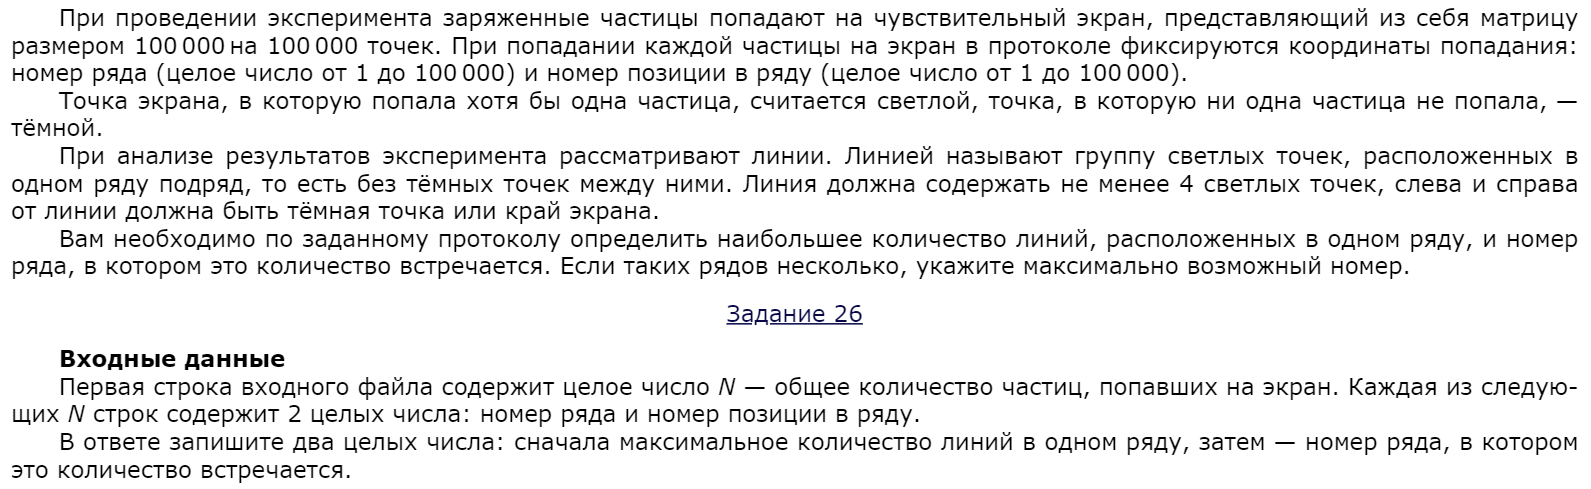 При проведении эксперимента заряженные частицы попадают на чувствительный экран, представляющий из себя матрицу
размером 100 000 на 100 000 точек. При попадании каждой частицы на экран в протоколе фиксируются координаты попадания:
номер ряда (целое число от 1 до 100 000) и номер позиции в ряду (целое число от 1 до 100 000).
Точка экрана, в которую попала хотя бы одна частица, считается светлой, точка, в которую ни одна частица не попала, —
тёмной.
При анализе результатов эксперимента рассматривают линии. Линией называют группу светлых точек, расположенных в
одном ряду подряд, то есть без тёмных точек между ними. Линия должна содержать не менее 4 светлых точек, слева и справа
от линии должна быть тёмная точка или край экрана.
Вам необходимо по заданному протоколу определить наибольшее количество линий, расположенных в одном ряду, и номер
ряда, в котором это количество встречается. Если таких рядов несколько, укажите максимально возможный номер.
Задание 26
Входные данные
Первая строка входного файла содержит целое число N — общее количество частиц, попавших на экран. Каждая из следую-
щих N строк содержит 2 целых числа: номер ряда и номер позиции в ряду.
В ответе запишите два целых числа: сначала максимальное количество линий в одном ряду, затем — номер ряда, в котором
это количество встречается.